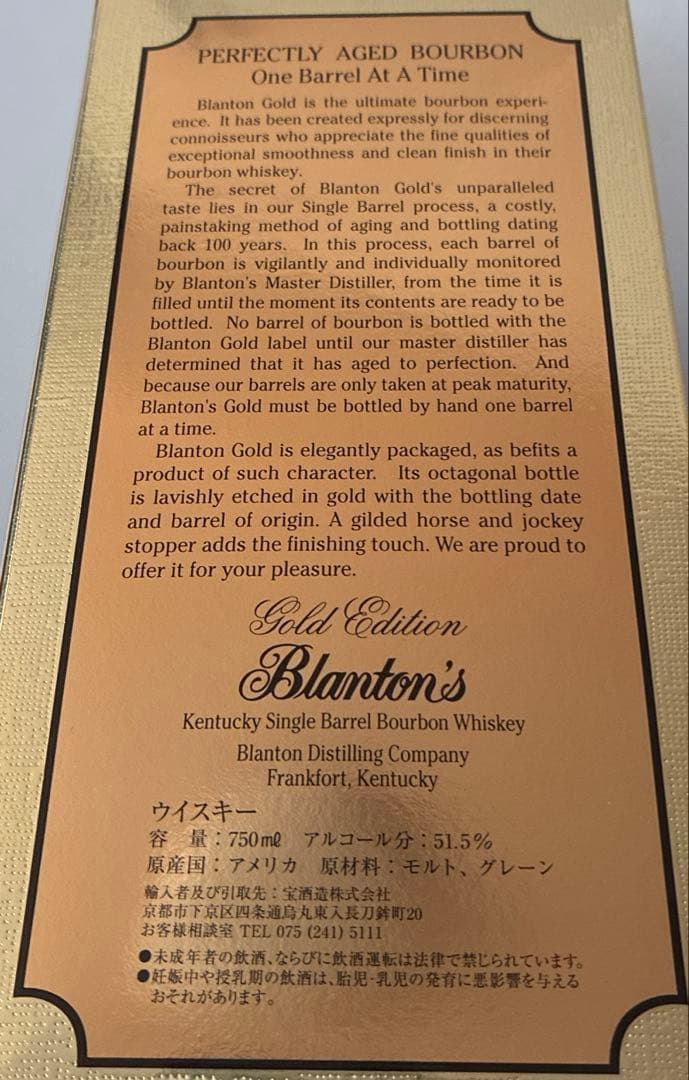 PERFECTLY AGED BOURBON
One Barrel At A Time
Blanton Gold is the ultimate bourbon experi-
ence. It has been created expressly for discerning
connoisseurs who appreciate the fine qualities of
exceptional smoothness and clean finish in their
bourbon whiskey.
The secret of Blanton Gold's unparalleled
taste lies in our Single Barrel process, a costly,
painstaking method of aging and bottling dating
back 100 years. In this process, each barrel of
bourbon is vigilantly and individually monitored
by Blanton's Master Distiller, from the time it is
filled until the moment its contents are ready to be
bottled. No barrel of bourbon is bottled with the
Blanton Gold label until our master distiller has
determined that it has aged to perfection. And
because our barrels are only taken at peak maturity,
Blanton's Gold must be bottled by hand one barrel
at a time.
Blanton Gold is elegantly packaged, as befits a
product of such character. Its octagonal bottle
is lavishly etched in gold with the bottling date
and barrel of origin. A gilded horse and jockey
stopper adds the finishing touch. We are proud to
offer it for your pleasure.
Gold Edition
Blanton's
Kentucky Single Barrel Bourbon Whiskey
Blanton Distilling Company
Frankfort, Kentucky
ウイスキー
容 量：750mℓ アルコール分：51.5%
原産国：アメリカ 原材料：モルト、グレーン
輸入者及び引取先：宝酒造株式会社
京都市下京区四条通烏丸東入長刀鉾町20
お客様相談室 TEL 075 (241) 5111
●未成年者の飲酒、ならびに飲酒運転は法律で禁じられています。
●妊娠中や授乳期の飲酒は、胎児・乳児の発育に悪影響を与える
おそれがあります。